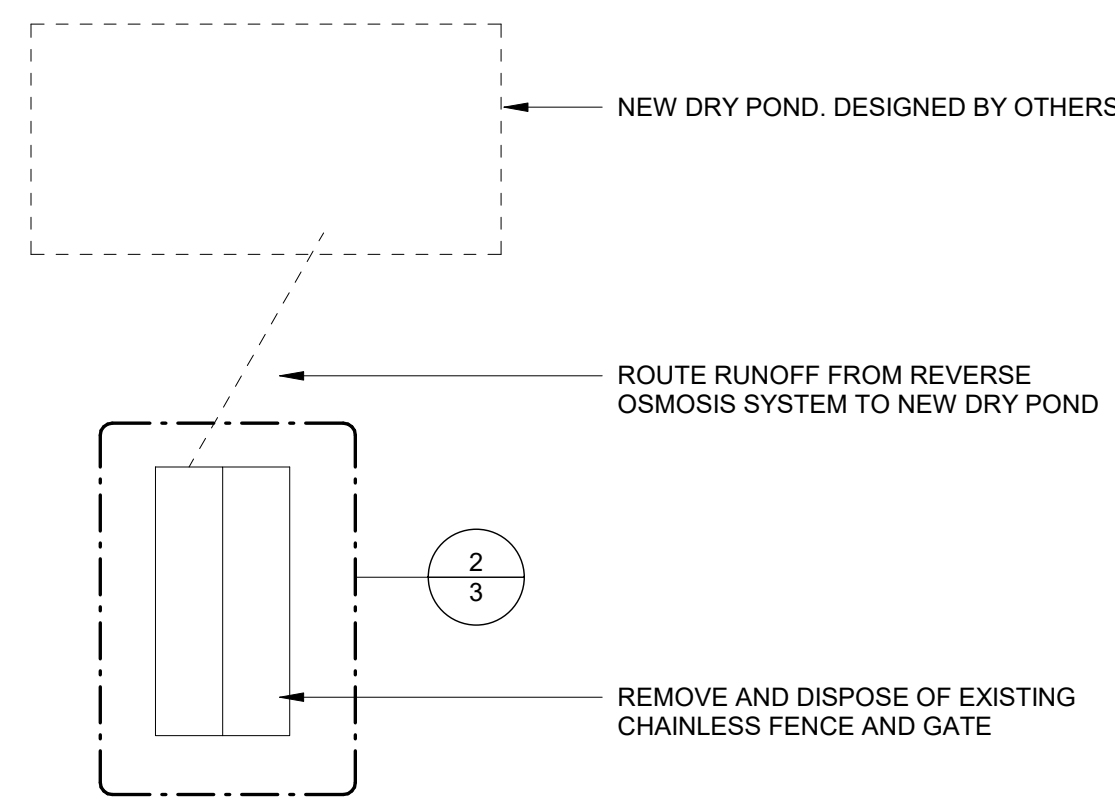 NEW DRY POND. DESIGNED BY OTHERS
ROUTE RUNOFF FROM REVERSE
OSMOSIS SYSTEM TO NEW DRY POND
2
3
REMOVE AND DISPOSE OF EXISTING
CHAINLESS FENCE AND GATE